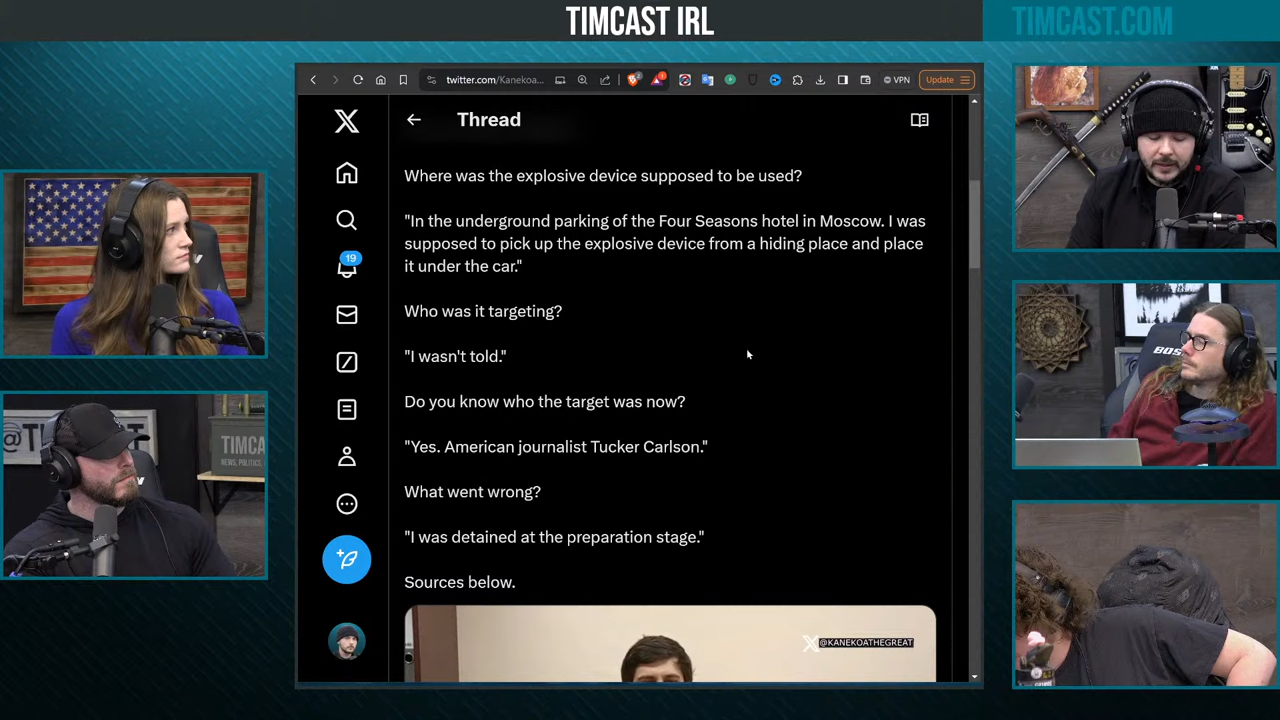 TIMCAST IRL
TIMCAST.COM
twitter.com/Kanekoa...
VPN
Update
Thread
Where was the explosive device supposed to be used?
"In the underground parking of the Four Seasons hotel in Moscow. I was
supposed to pick up the explosive device from a hiding place and place
it under the car."
19
Who was it targeting?
"I wasn't told."
Do you know who the target was now?
"Yes. American journalist Tucker Carlson."
What went wrong?
"I was detained at the preparation stage."
Sources below.
@KANEKOATHEGREAT
TIMCAST